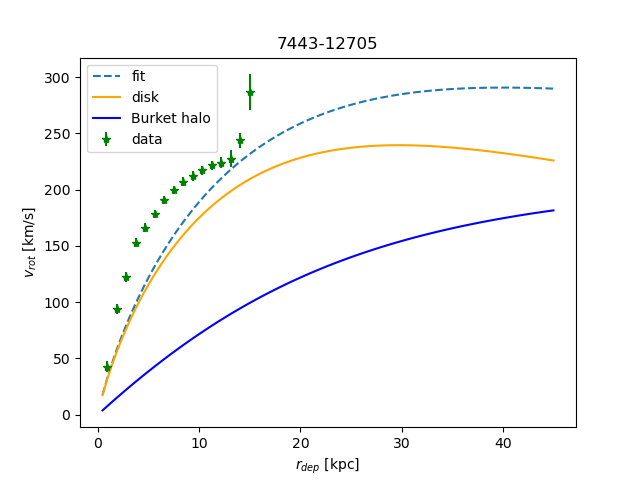 7443-12705
fit
disk
Burket halo
data
300
250
200
150
100
50
0
v_rot [km/s]
0 10 20 30 40
r_dep [kpc]